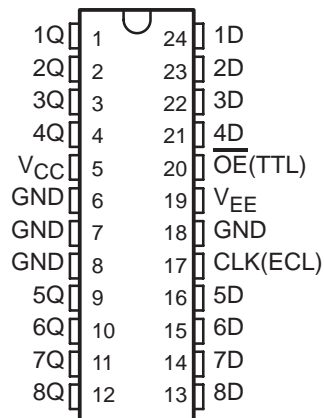 1Q 1 24 1D
2Q 2 23 2D
3Q 3 22 3D
4Q 4 21 4D
VCC 5 20 OE(TTL)
GND 6 19 VEE
GND 7 18 GND
GND 8 17 CLK(ECL)
5Q 9 16 5D
6Q 10 15 6D
7Q 11 14 7D
8Q 12 13 8D